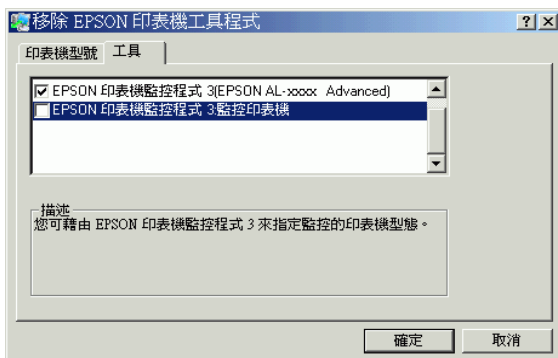 移除 EPSON 印表機工具程式
印表機型號 工具
EPSON 印表機監控程式 3(EPSON AL-xxxx Advanced)
EPSON 印表機監控程式 3:監控印表機
描述
您可藉由 EPSON 印表機監控程式 3 來指定監控的印表機型態。
確定 取消